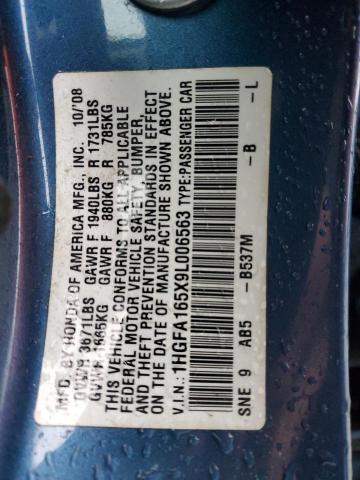 MFD. BY HONDA OF AMERICA MFG., INC. 10/'08
GVWR 3671LBS GAWR F 1940LBS R 1731LBS
GVWR 1665KG GAWR F 880KG R 785KG
THIS VEHICLE CONFORMS TO ALL APPLICABLE
FEDERAL MOTOR VEHICLE SAFETY, BUMPER,
AND THEFT PREVENTION STANDARDS IN EFFECT
ON THE DATE OF MANUFACTURE SHOWN ABOVE.
V.I.N.: 1HGFA165X9L006563 TYPE:PASSENGER CAR
SNE 9 AB5 -B537M -B -L